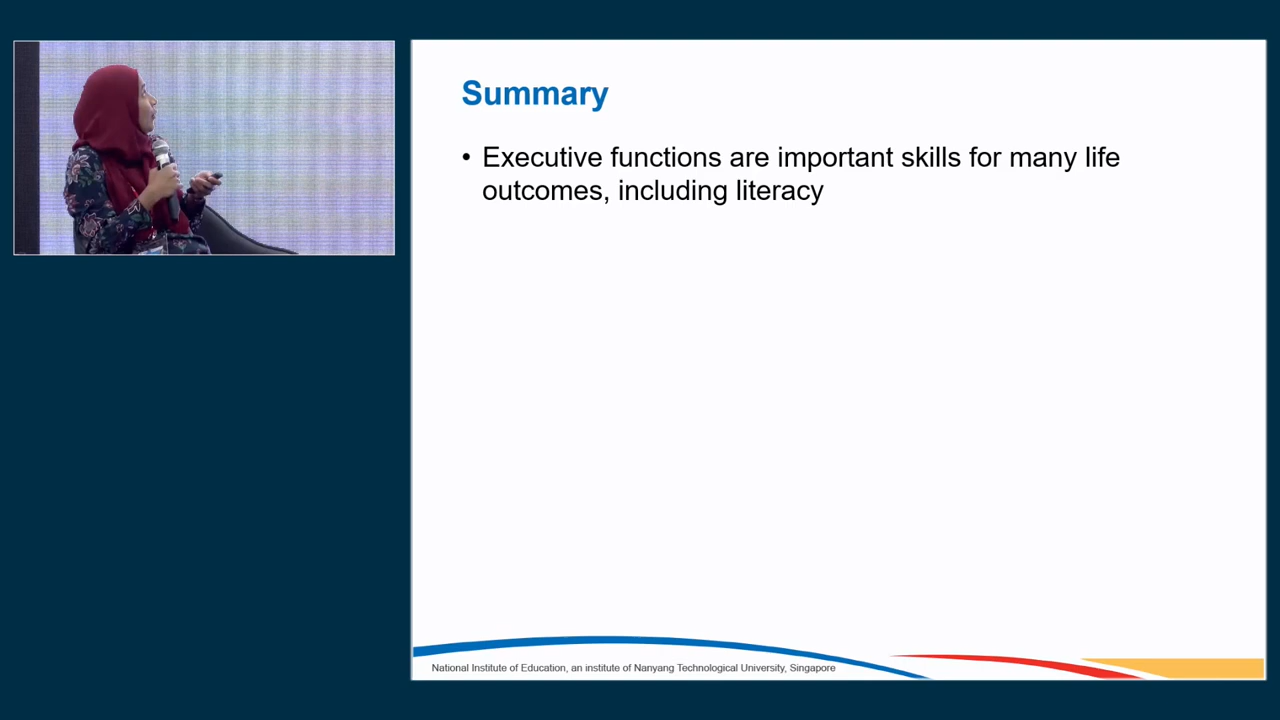 Summary
• Executive functions are important skills for many life
outcomes, including literacy
National Institute of Education, an institute of Nanyang Technological University, Singapore